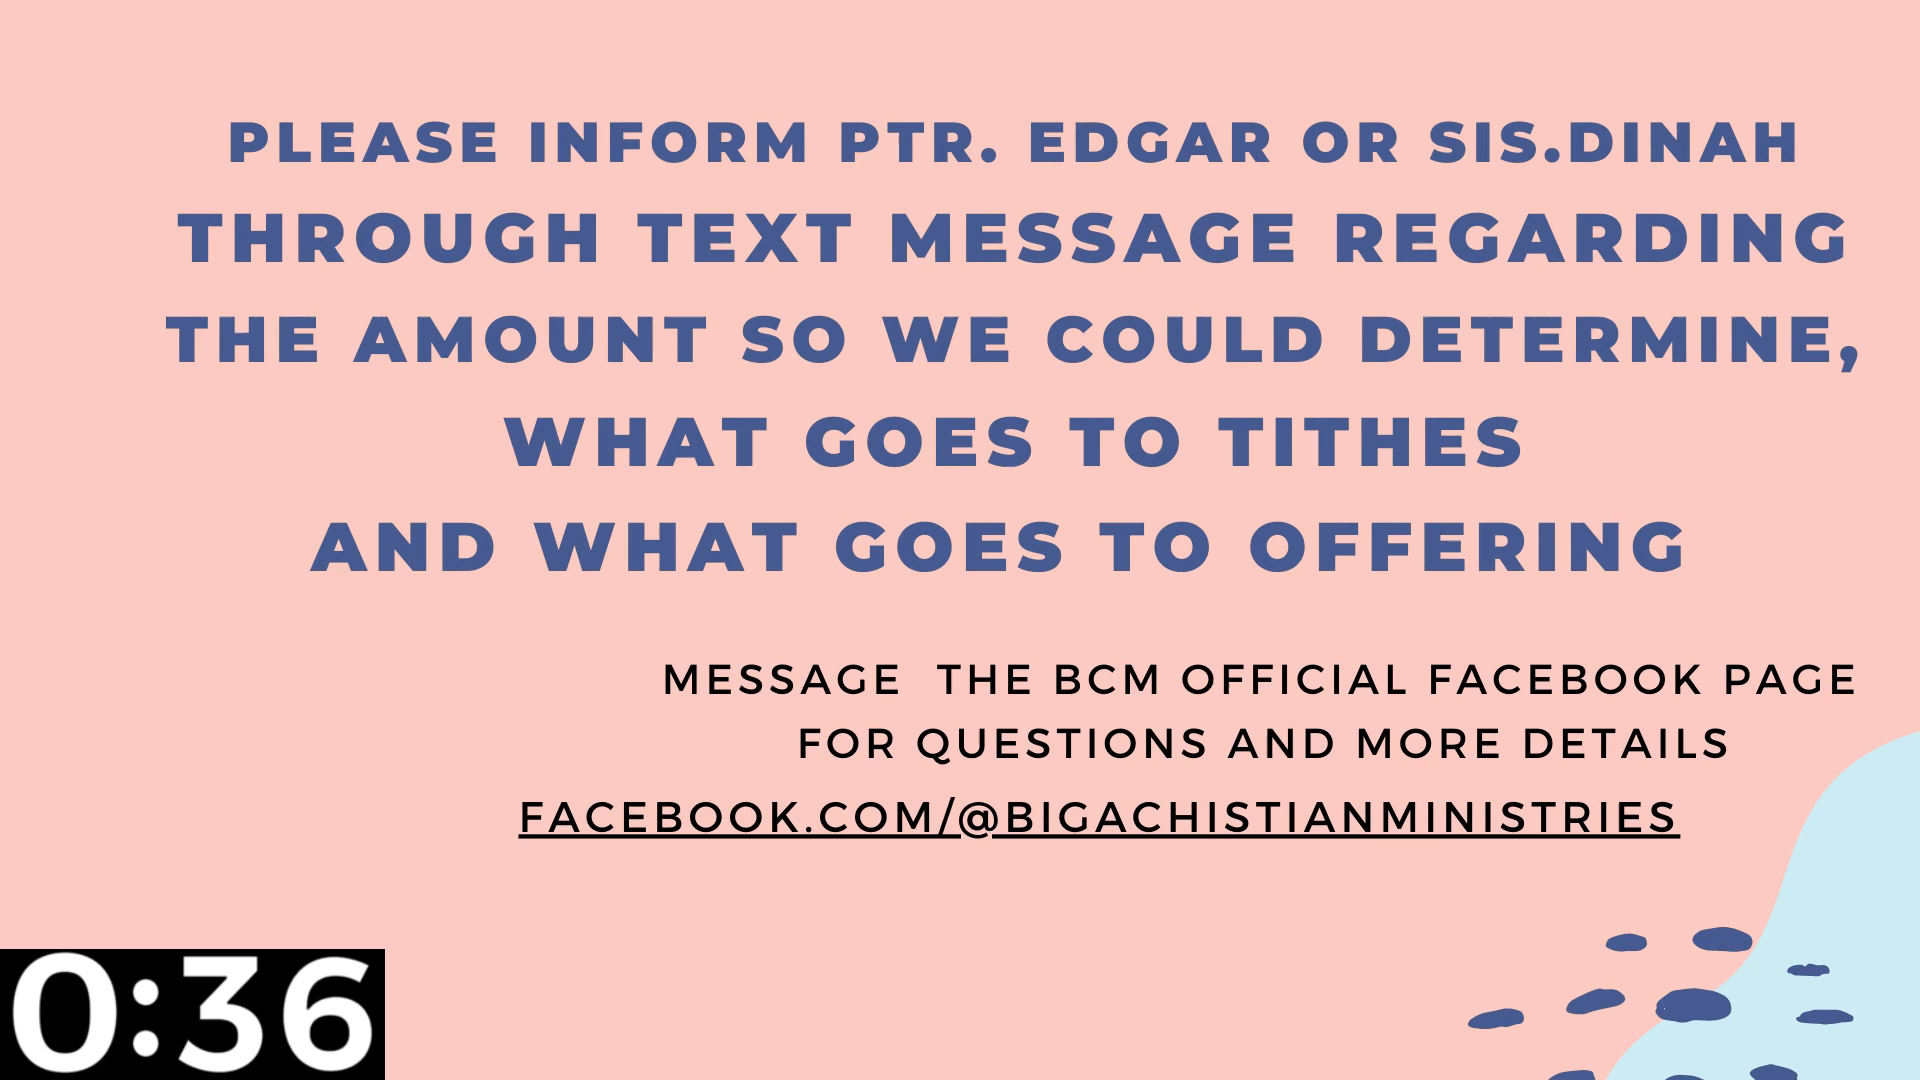 PLEASE INFORM PTR. EDGAR OR SIS.DINAH
THROUGH TEXT MESSAGE REGARDING
THE AMOUNT SO WE COULD DETERMINE,
WHAT GOES TO TITHES
AND WHAT GOES TO OFFERING
MESSAGE THE BCM OFFICIAL FACEBOOK PAGE
FOR QUESTIONS AND MORE DETAILS
FACEBOOK.COM/@BIGACHISTIANMINISTRIES
0:36